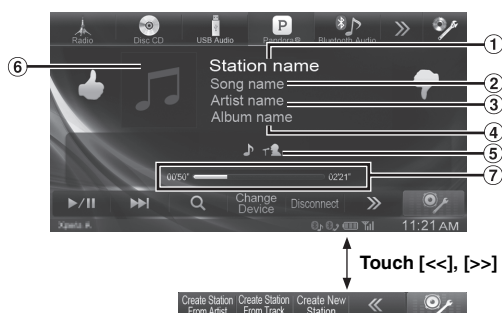 Radio Disc CD USB Audio P Pandora® Bluetooth Audio
1
6
Station name
Song name 2
Artist name 3
Album name
4
5
00'50" 02'21" 7
Change Device Disconnect
11:21 AM
Touch [<<], [>>]
Create Station From Artist Create Station From Track Create New Station